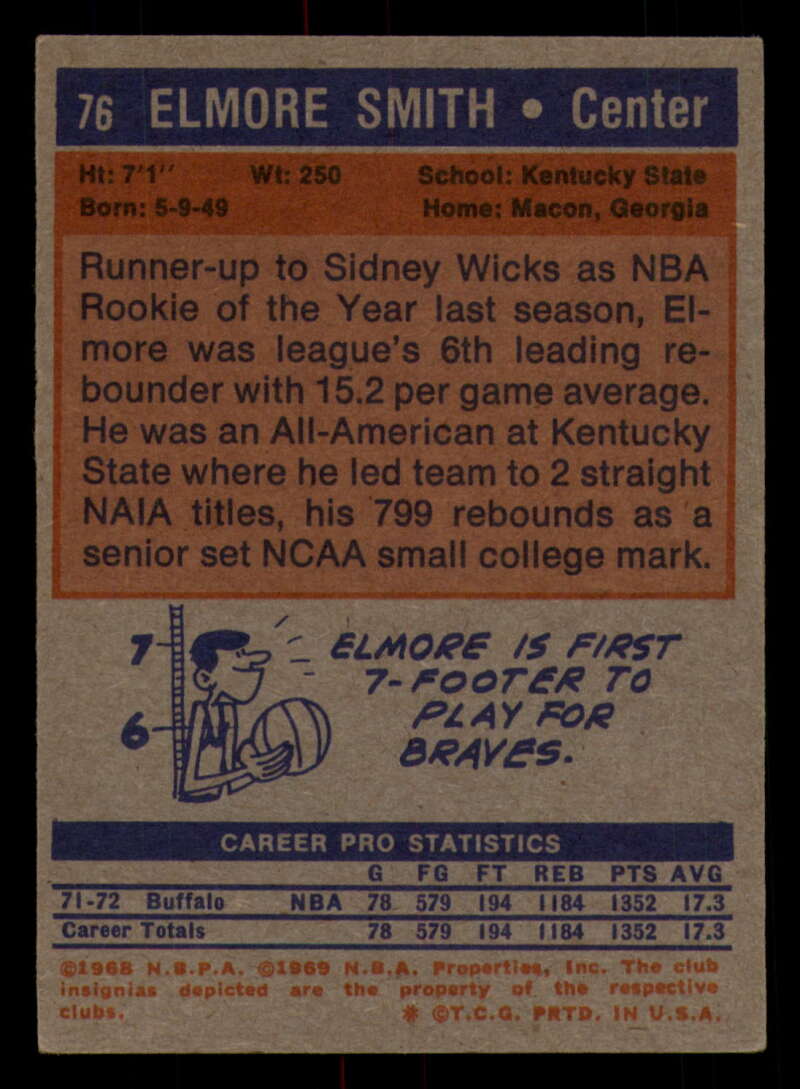 76 ELMORE SMITH • Center
Ht: 7'1" Wt: 250 School: Kentucky State
Born: 5-9-49 Home: Macon, Georgia
Runner-up to Sidney Wicks as NBA
Rookie of the Year last season, El-
more was league's 6th leading re-
bounder with 15.2 per game average.
He was an All-American at Kentucky
State where he led team to 2 straight
NAIA titles, his 799 rebounds as a
senior set NCAA small college mark.
7
6
ELMORE IS FIRST
7-FOOTER TO
PLAY FOR
BRAVES.
CAREER PRO STATISTICS
G FG FT REB PTS AVG
71-72 Buffalo NBA 78 579 194 1184 1352 17.3
Career Totals 78 579 194 1184 1352 17.3
©1968 N.B.P.A. ©1969 N.B.A. Properties, Inc. The club
insignias depicted are the property of the respective
clubs. * ©T.C.G. PRTD. IN U.S.A.